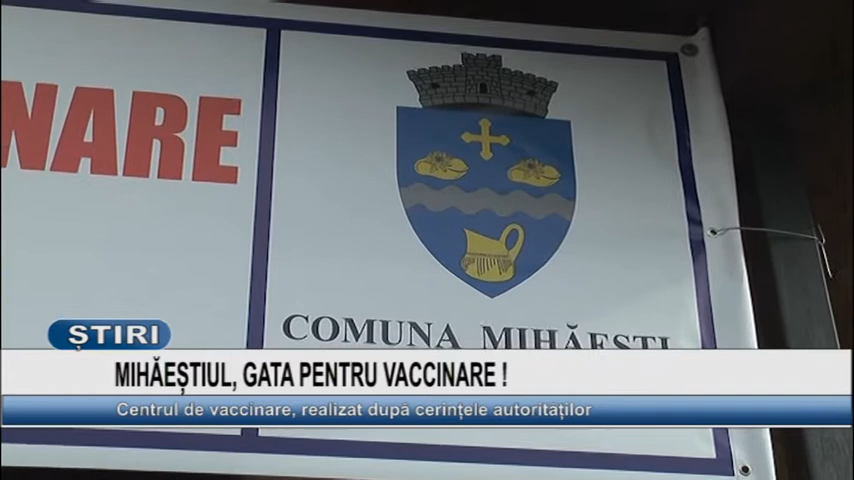 NARE
COMUNA MIHĂEȘTI
ȘTIRI
MIHĂEȘTIUL, GATA PENTRU VACCINARE !
Centrul de vaccinare, realizat după cerințele autorităților